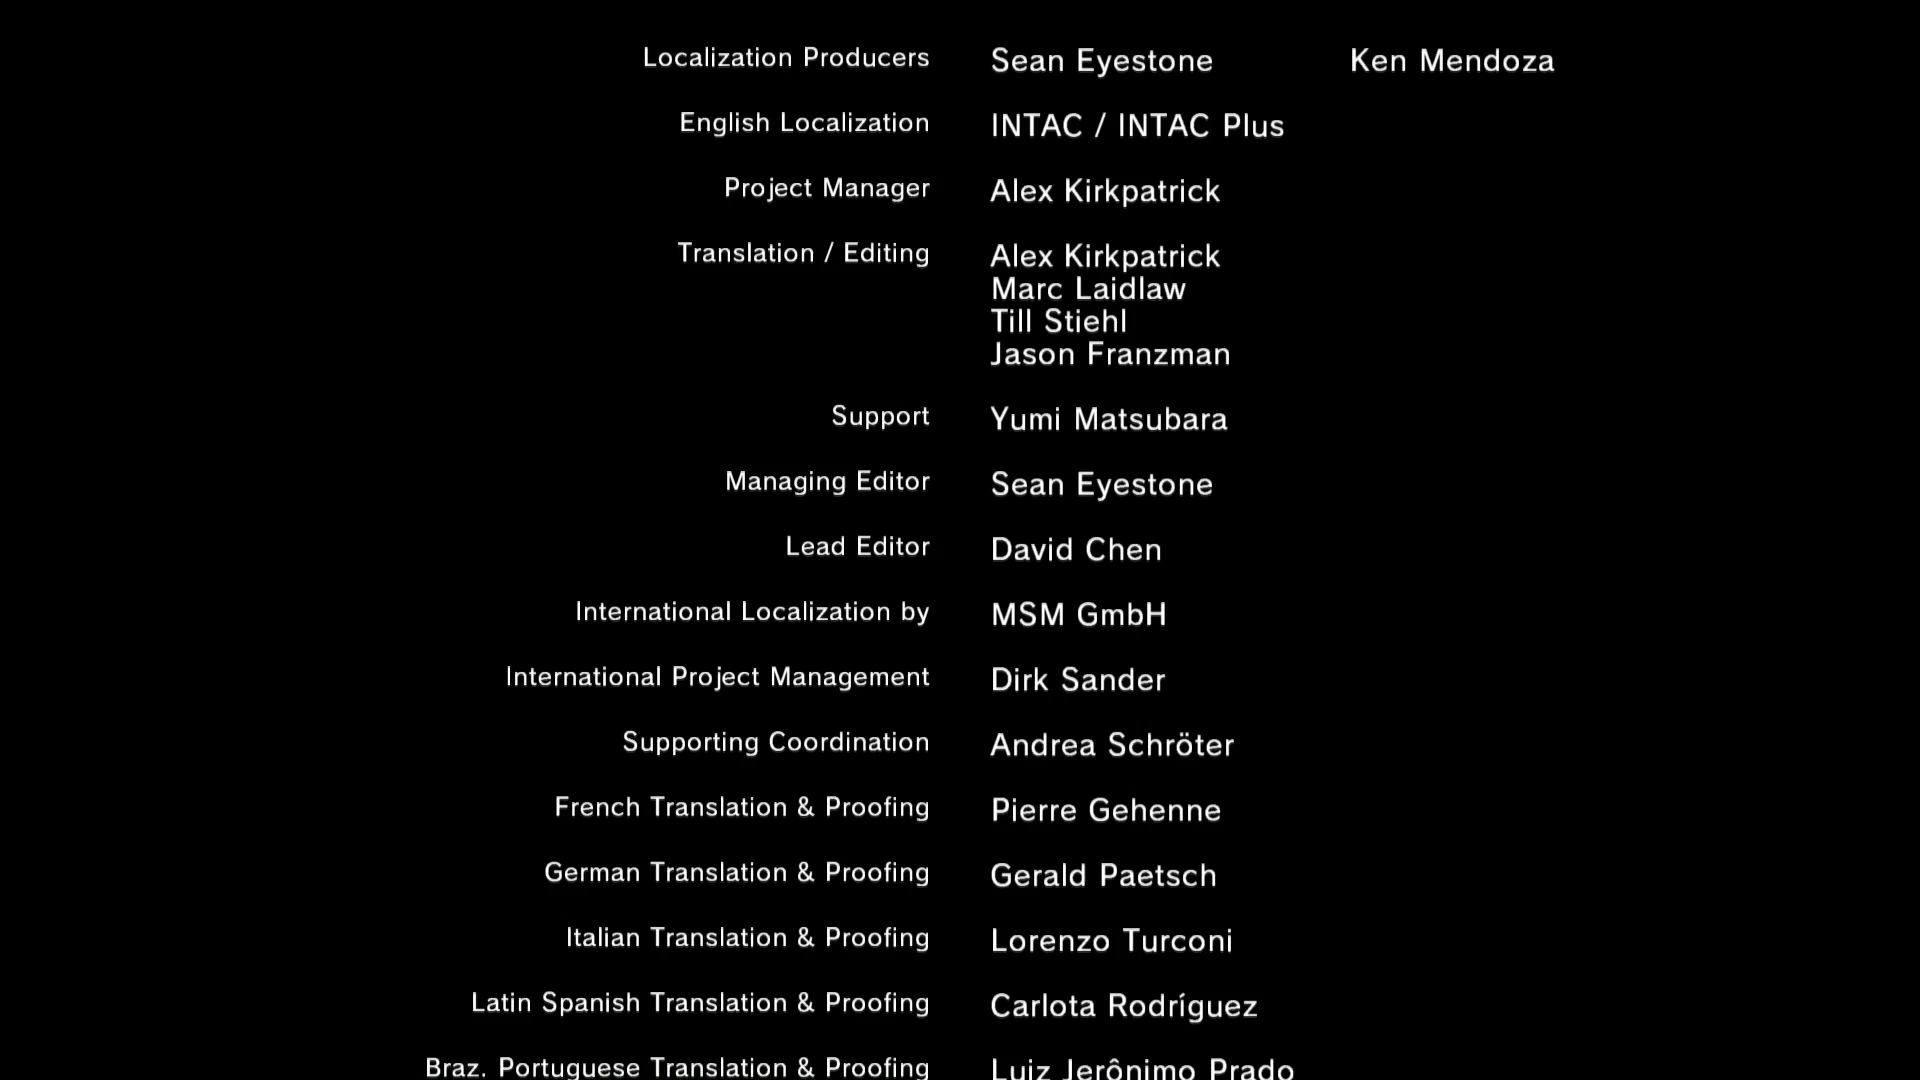 Localization Producers Sean Eyestone Ken Mendoza
English Localization INTAC / INTAC Plus
Project Manager Alex Kirkpatrick
Translation / Editing Alex Kirkpatrick
Marc Laidlaw
Till Stiehl
Jason Franzman
Support Yumi Matsubara
Managing Editor Sean Eyestone
Lead Editor David Chen
International Localization by MSM GmbH
International Project Management Dirk Sander
Supporting Coordination Andrea Schröter
French Translation & Proofing Pierre Gehenne
German Translation & Proofing Gerald Paetsch
Italian Translation & Proofing Lorenzo Turconi
Latin Spanish Translation & Proofing Carlota Rodríguez
Braz. Portuguese Translation & Proofing Luiz Jerônimo Prado